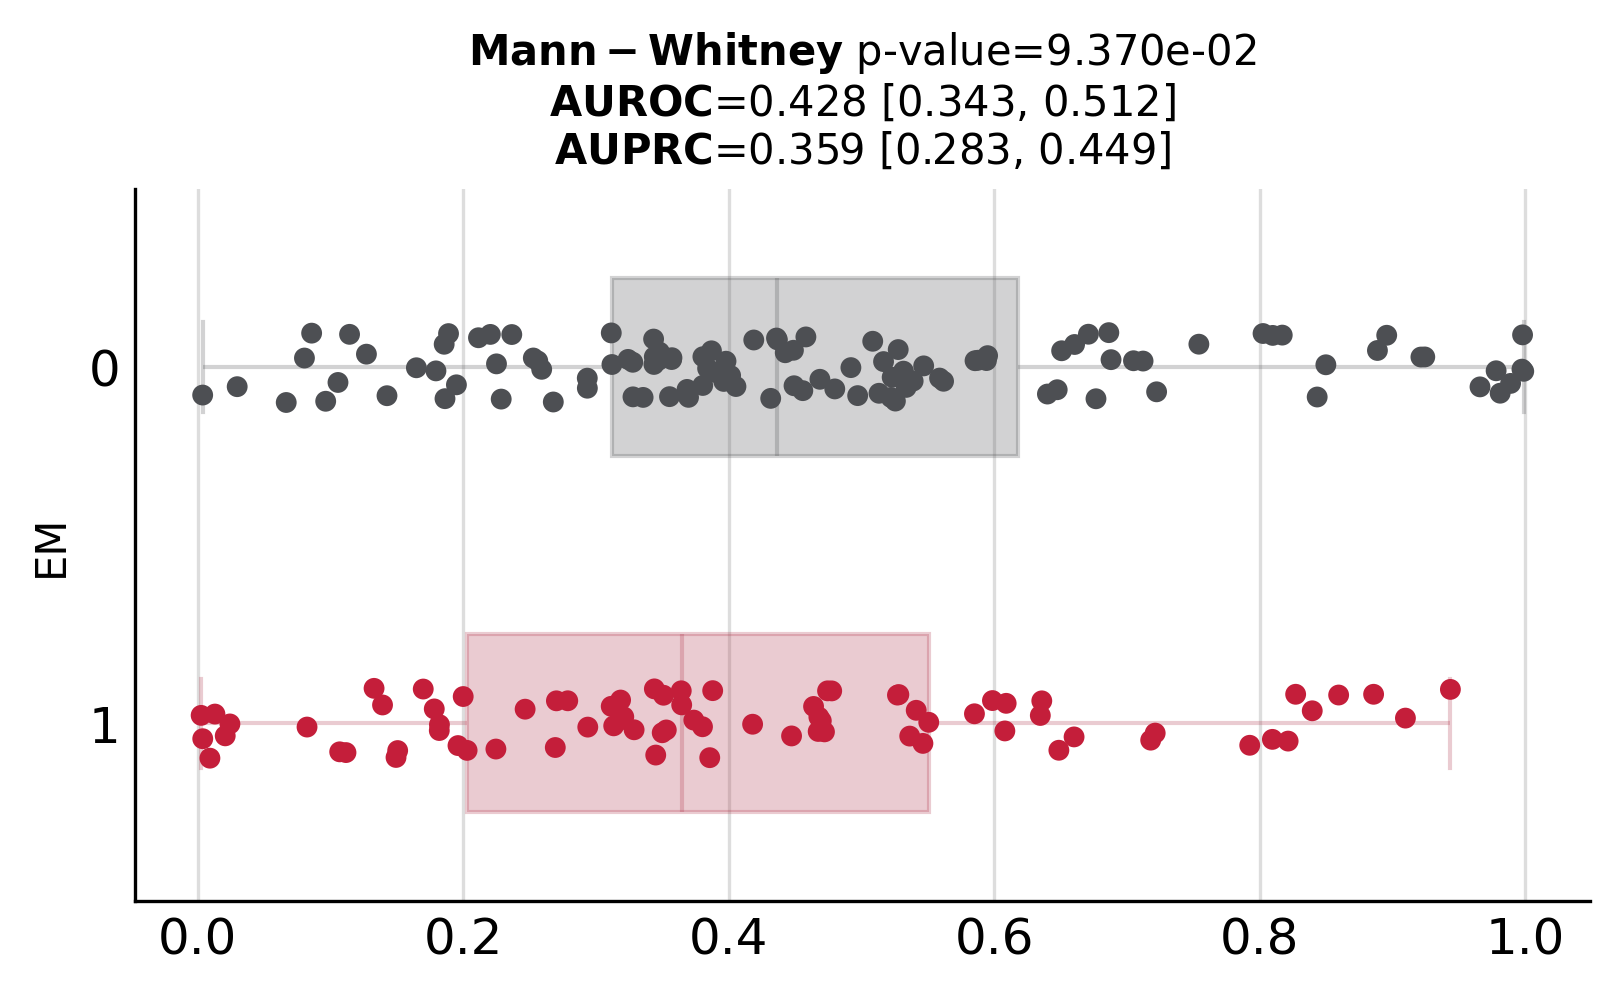 Mann – Whitney p-value=9.370e-02
AUROC=0.428 [0.343, 0.512]
AUPRC=0.359 [0.283, 0.449]
0
EM
1
0.0 0.2 0.4 0.6 0.8 1.0